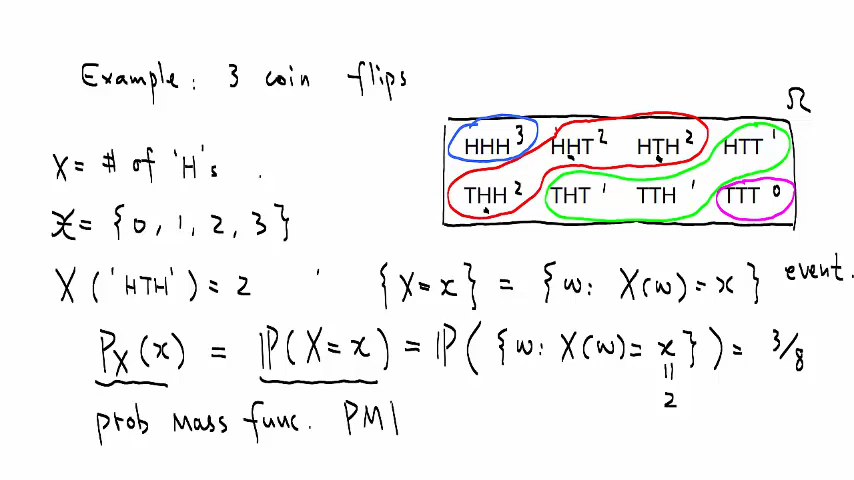 Example: 3 coin flips
Ω
HHH 3 HHT 2 HTH 2 HTT 1
THH 2 THT 1 TTH 1 TTT 0
X = # of 'H's .
𝒳 = {0, 1, 2, 3}
X ('HTH') = 2
{X = x} = {w: X(w) = x} event.
P_X(x) = ℙ(X = x) = ℙ({w: X(w) = x}) = 3/8
||
2
prob mass func. PMI